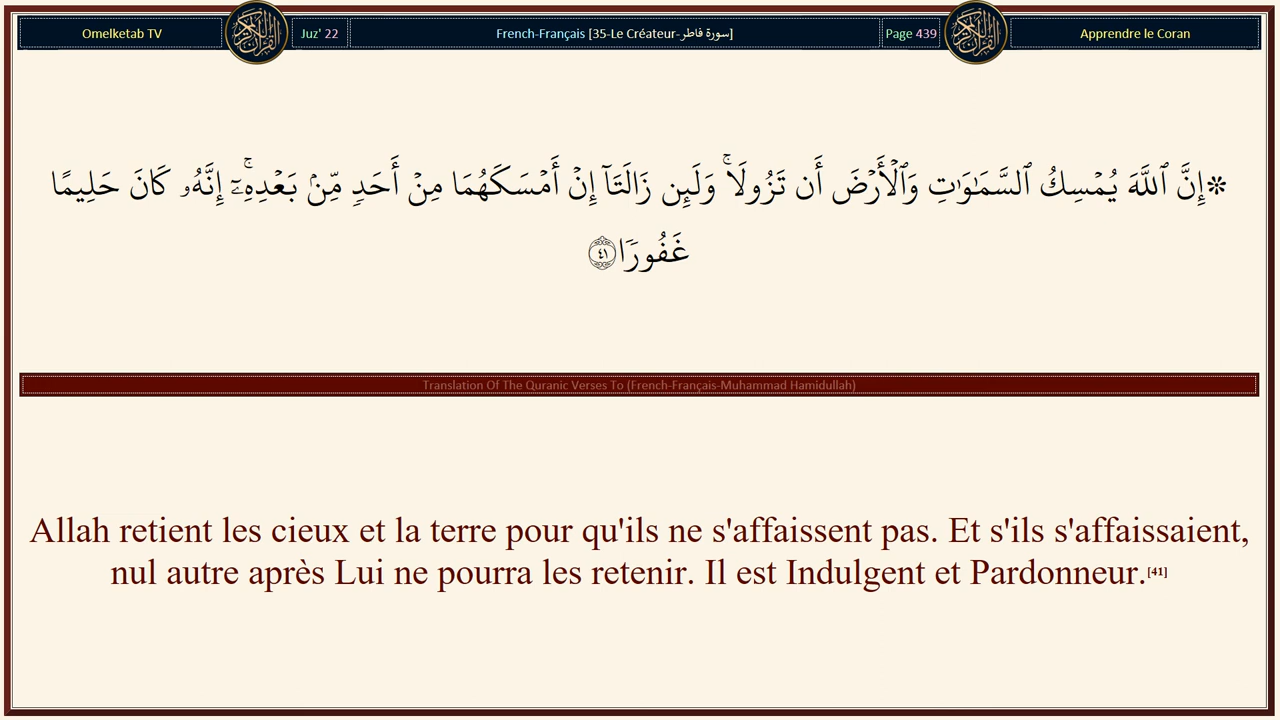 Omelketab TV
Juz' 22
French-Français [35-Le Créateur-سورة فاطر]
Page 439
Apprendre le Coran
۞إِنَّ ٱللَّهَ يُمۡسِكُ ٱلسَّمَٰوَٰتِ وَٱلۡأَرۡضَ أَن تَزُولَاۚ وَلَئِن زَالَتَآ إِنۡ أَمۡسَكَهُمَا مِنۡ أَحَدٖ مِّنۢ بَعۡدِهِۦٓۚ إِنَّهُۥ كَانَ حَلِيمًا
غَفُورٗا ٤١
Translation Of The Quranic Verses To (French-Français-Muhammad Hamidullah)
Allah retient les cieux et la terre pour qu'ils ne s'affaissent pas. Et s'ils s'affaissaient,
nul autre après Lui ne pourra les retenir. Il est Indulgent et Pardonneur.[41]